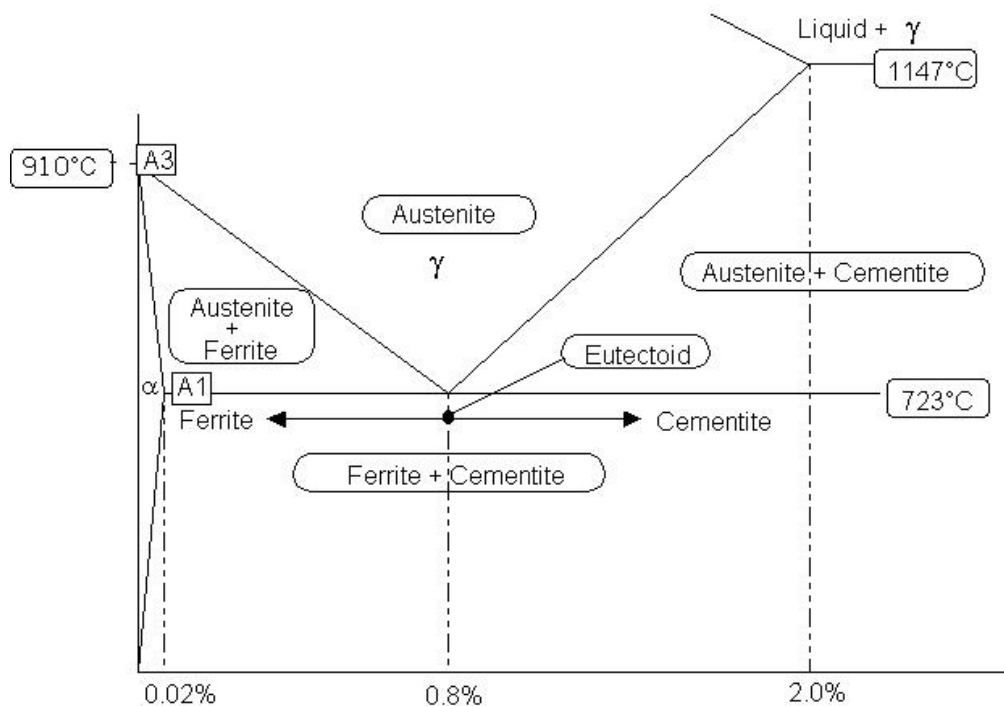 Liquid + γ
1147°C
910°C
A3
Austenite
γ
Austenite + Cementite
Austenite
+
Ferrite
Eutectoid
α
A1
723°C
Ferrite
Cementite
Ferrite + Cementite
0.02%
0.8%
2.0%